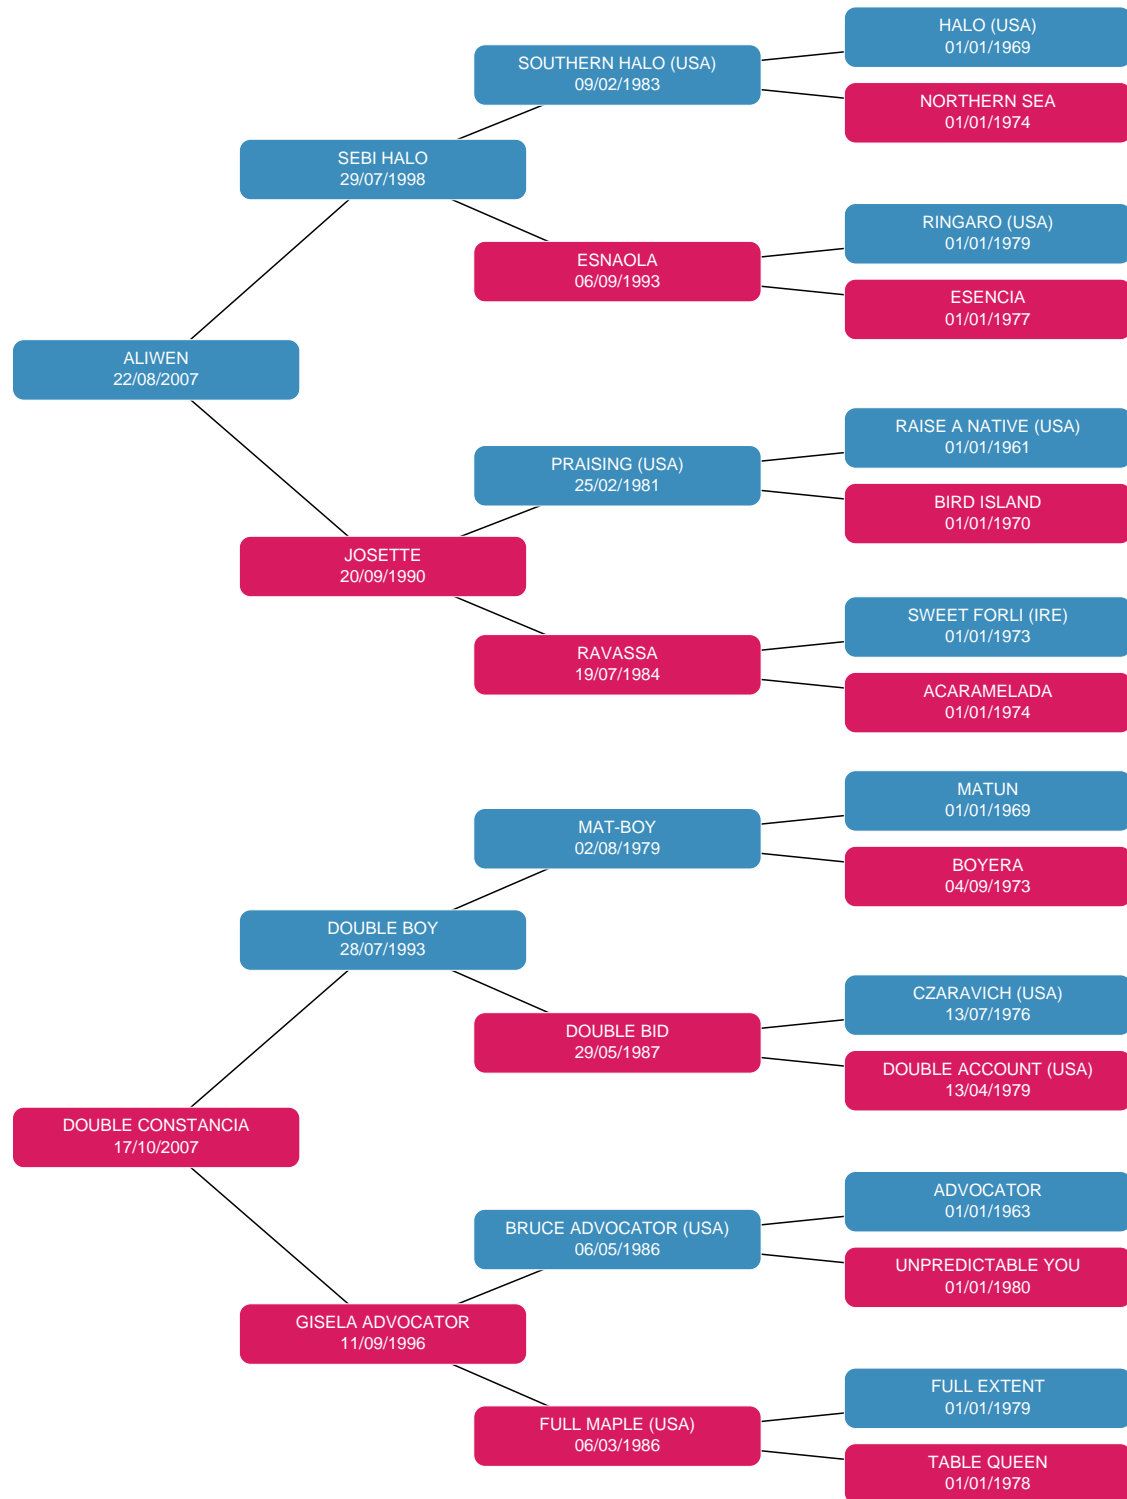 HALO (USA)
01/01/1969
SOUTHERN HALO (USA)
09/02/1983
NORTHERN SEA
01/01/1974
SEBI HALO
29/07/1998
RINGARO (USA)
01/01/1979
ESNAOLA
06/09/1993
ESENCIA
01/01/1977
ALIWEN
22/08/2007
RAISE A NATIVE (USA)
01/01/1961
PRAISING (USA)
25/02/1981
BIRD ISLAND
01/01/1970
JOSETTE
20/09/1990
SWEET FORLI (IRE)
01/01/1973
RAVASSA
19/07/1984
ACARAMELADA
01/01/1974
MATUN
01/01/1969
MAT-BOY
02/08/1979
BOYERA
04/09/1973
DOUBLE BOY
28/07/1993
CZARAVICH (USA)
13/07/1976
DOUBLE BID
29/05/1987
DOUBLE ACCOUNT (USA)
13/04/1979
DOUBLE CONSTANCIA
17/10/2007
ADVOCATOR
01/01/1963
BRUCE ADVOCATOR (USA)
06/05/1986
UNPREDICTABLE YOU
01/01/1980
GISELA ADVOCATOR
11/09/1996
FULL EXTENT
01/01/1979
FULL MAPLE (USA)
06/03/1986
TABLE QUEEN
01/01/1978